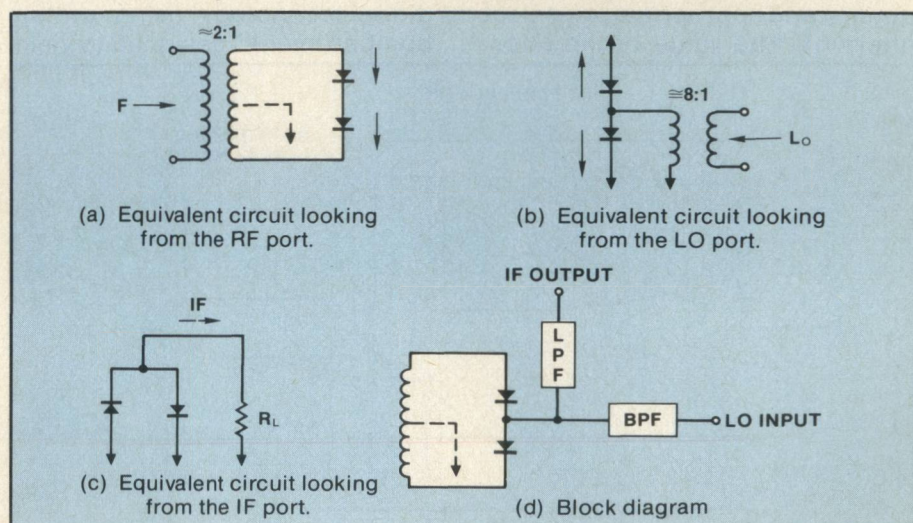 ≈2:1
F
(a) Equivalent circuit looking
from the RF port.
≅8:1
LO
(b) Equivalent circuit looking
from the LO port.
IF
RL
(c) Equivalent circuit looking
from the IF port.
IF OUTPUT
LPF
BPF
LO INPUT
(d) Block diagram